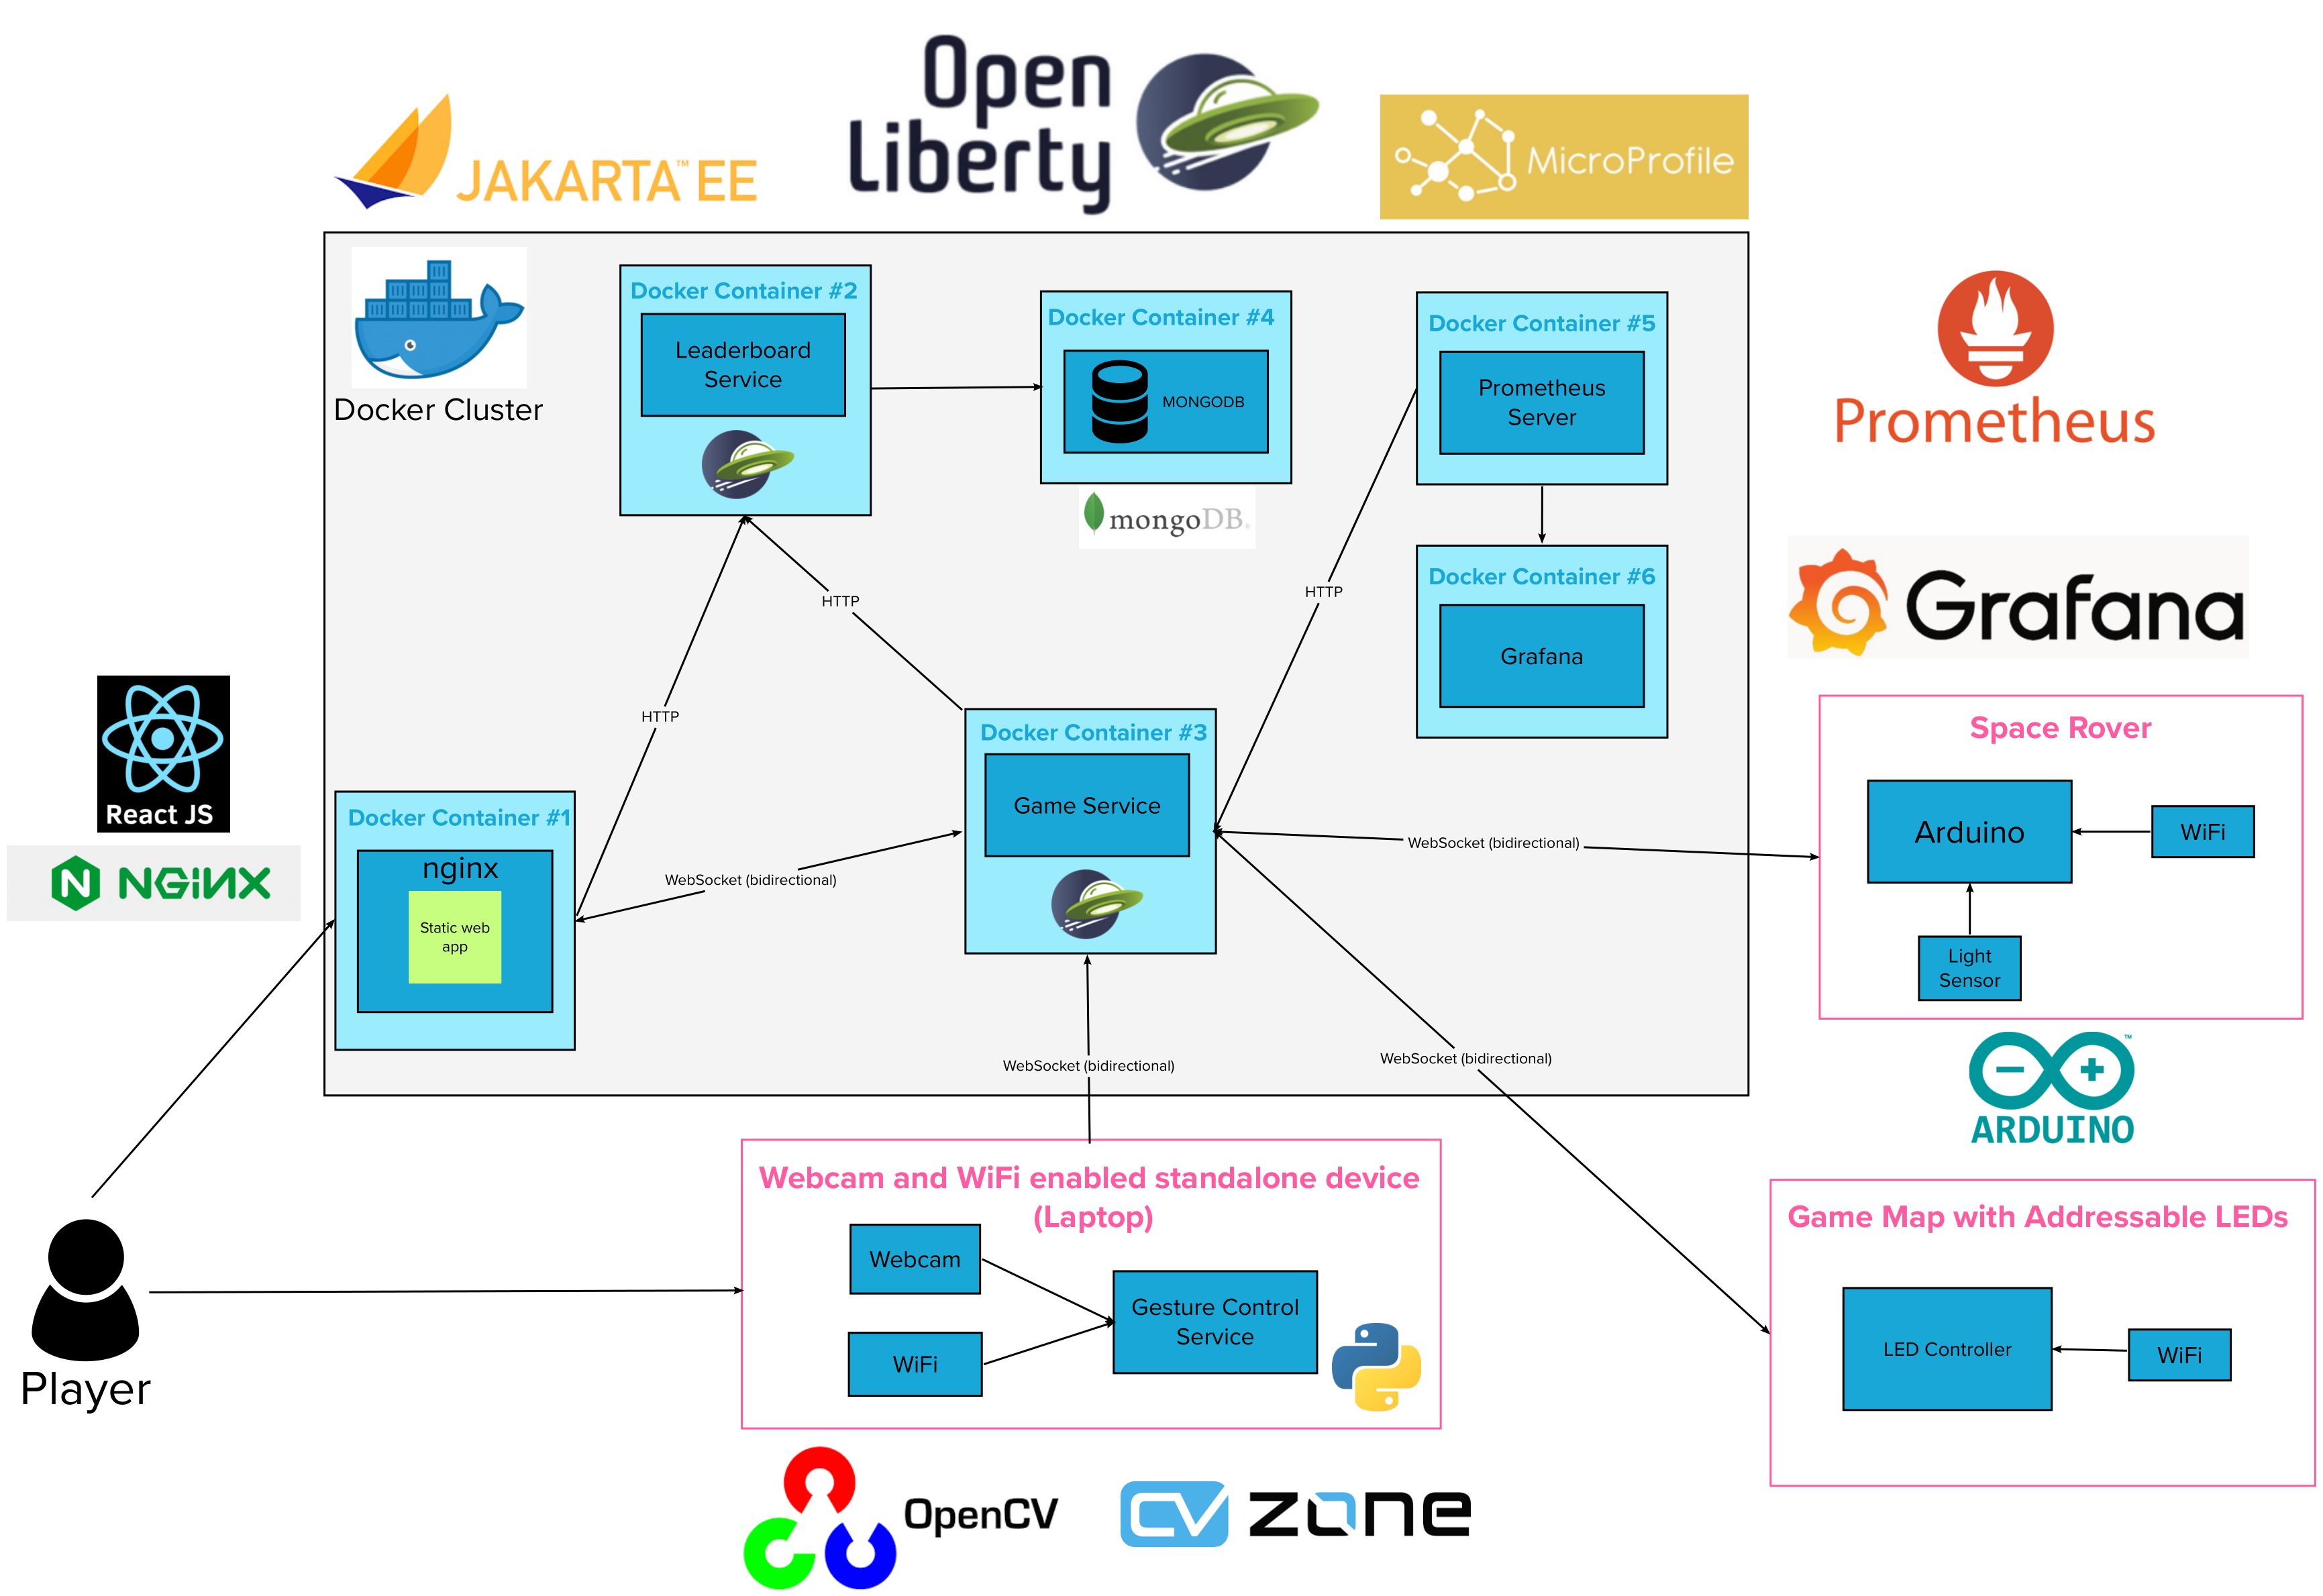 Open
Liberty
JAKARTA™ EE
MicroProfile
Docker Cluster
Docker Container #2
Leaderboard
Service
Docker Container #4
MONGODB
mongoDB®
Docker Container #5
Prometheus
Server
Prometheus
HTTP
HTTP
Docker Container #6
Grafana
Grafana
React JS
NGINX
HTTP
Docker Container #1
nginx
Static web
app
WebSocket (bidirectional)
Docker Container #3
Game Service
WebSocket (bidirectional)
Space Rover
Arduino
WiFi
Light
Sensor
ARDUINO™
WebSocket (bidirectional)
WebSocket (bidirectional)
Player
Webcam and WiFi enabled standalone device
(Laptop)
Webcam
WiFi
Gesture Control
Service
Game Map with Addressable LEDs
LED Controller
WiFi
OpenCV
CV zone